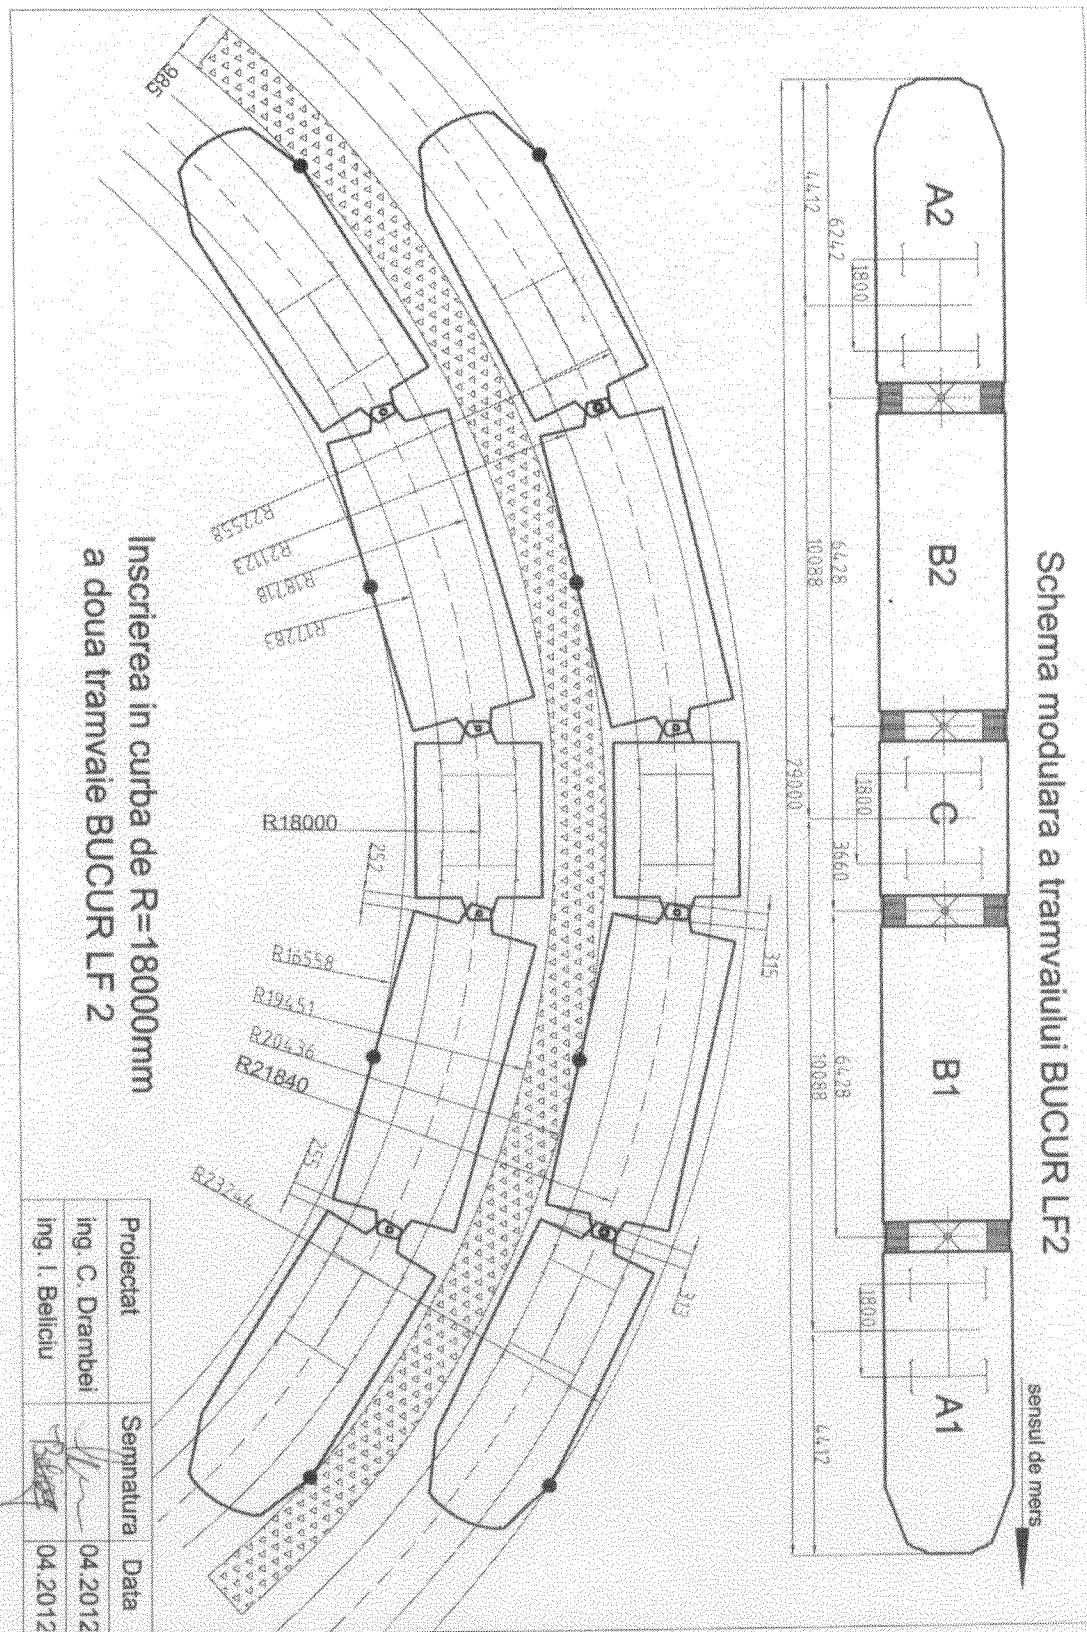 Schema modulara a tramvaiului BUCUR LF2
sensul de mers
A2
B2
C
B1
A1
1800
1800
1800
4412
6242
6428
10088
29000
3660
6428
10088
4412
985
R22558
R21123
R18718
R17283
R18000
252
315
R16558
R19451
R20436
R21840
255
R23244
313
Inscrierea in curba de R=18000mm
a doua tramvaie BUCUR LF 2
Proiectat
Semnatura
Data
ing. C. Drambei
04.2012
ing. I. Beliciu
04.2012